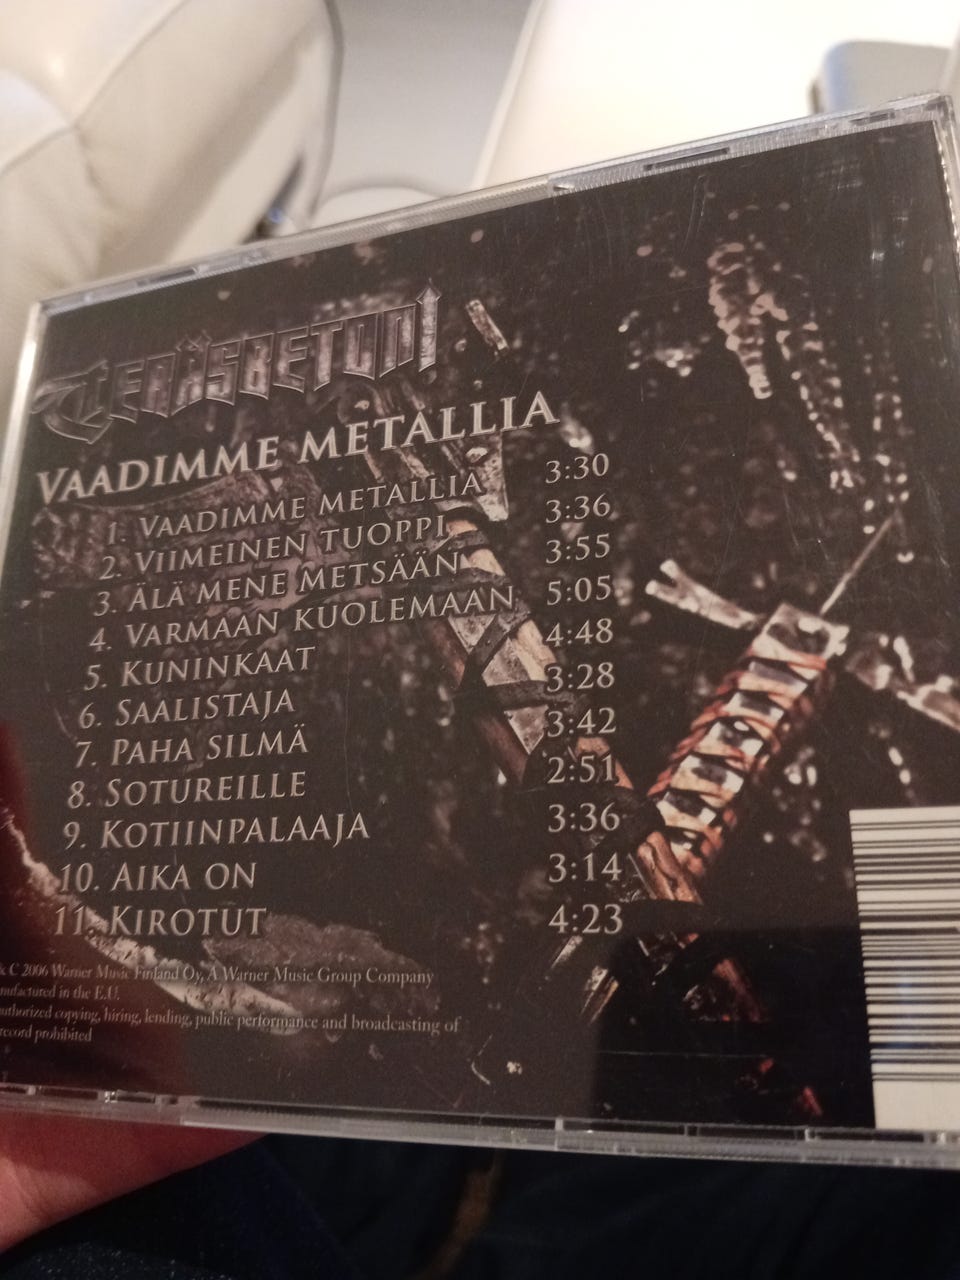 TERÄSBETONI
VAADIMME METALLIA
1. VAADIMME METALLIA 3:30
2. VIIMEINEN TUOPPI 3:36
3. ÄLÄ MENE METSÄÄN 3:55
4. VARMAAN KUOLEMAAN 5:05
5. KUNINKAAT 4:48
6. SAALISTAJA 3:28
7. PAHA SILMÄ 3:42
8. SOTUREILLE 2:51
9. KOTIINPALAAJA 3:36
10. AIKA ON 3:14
11. KIROTUT 4:23
& C 2006 Warner Music Finland Oy, A Warner Music Group Company
nufactured in the E.U.
uthorized copying, hiring, lending, public performance and broadcasting of
record prohibited